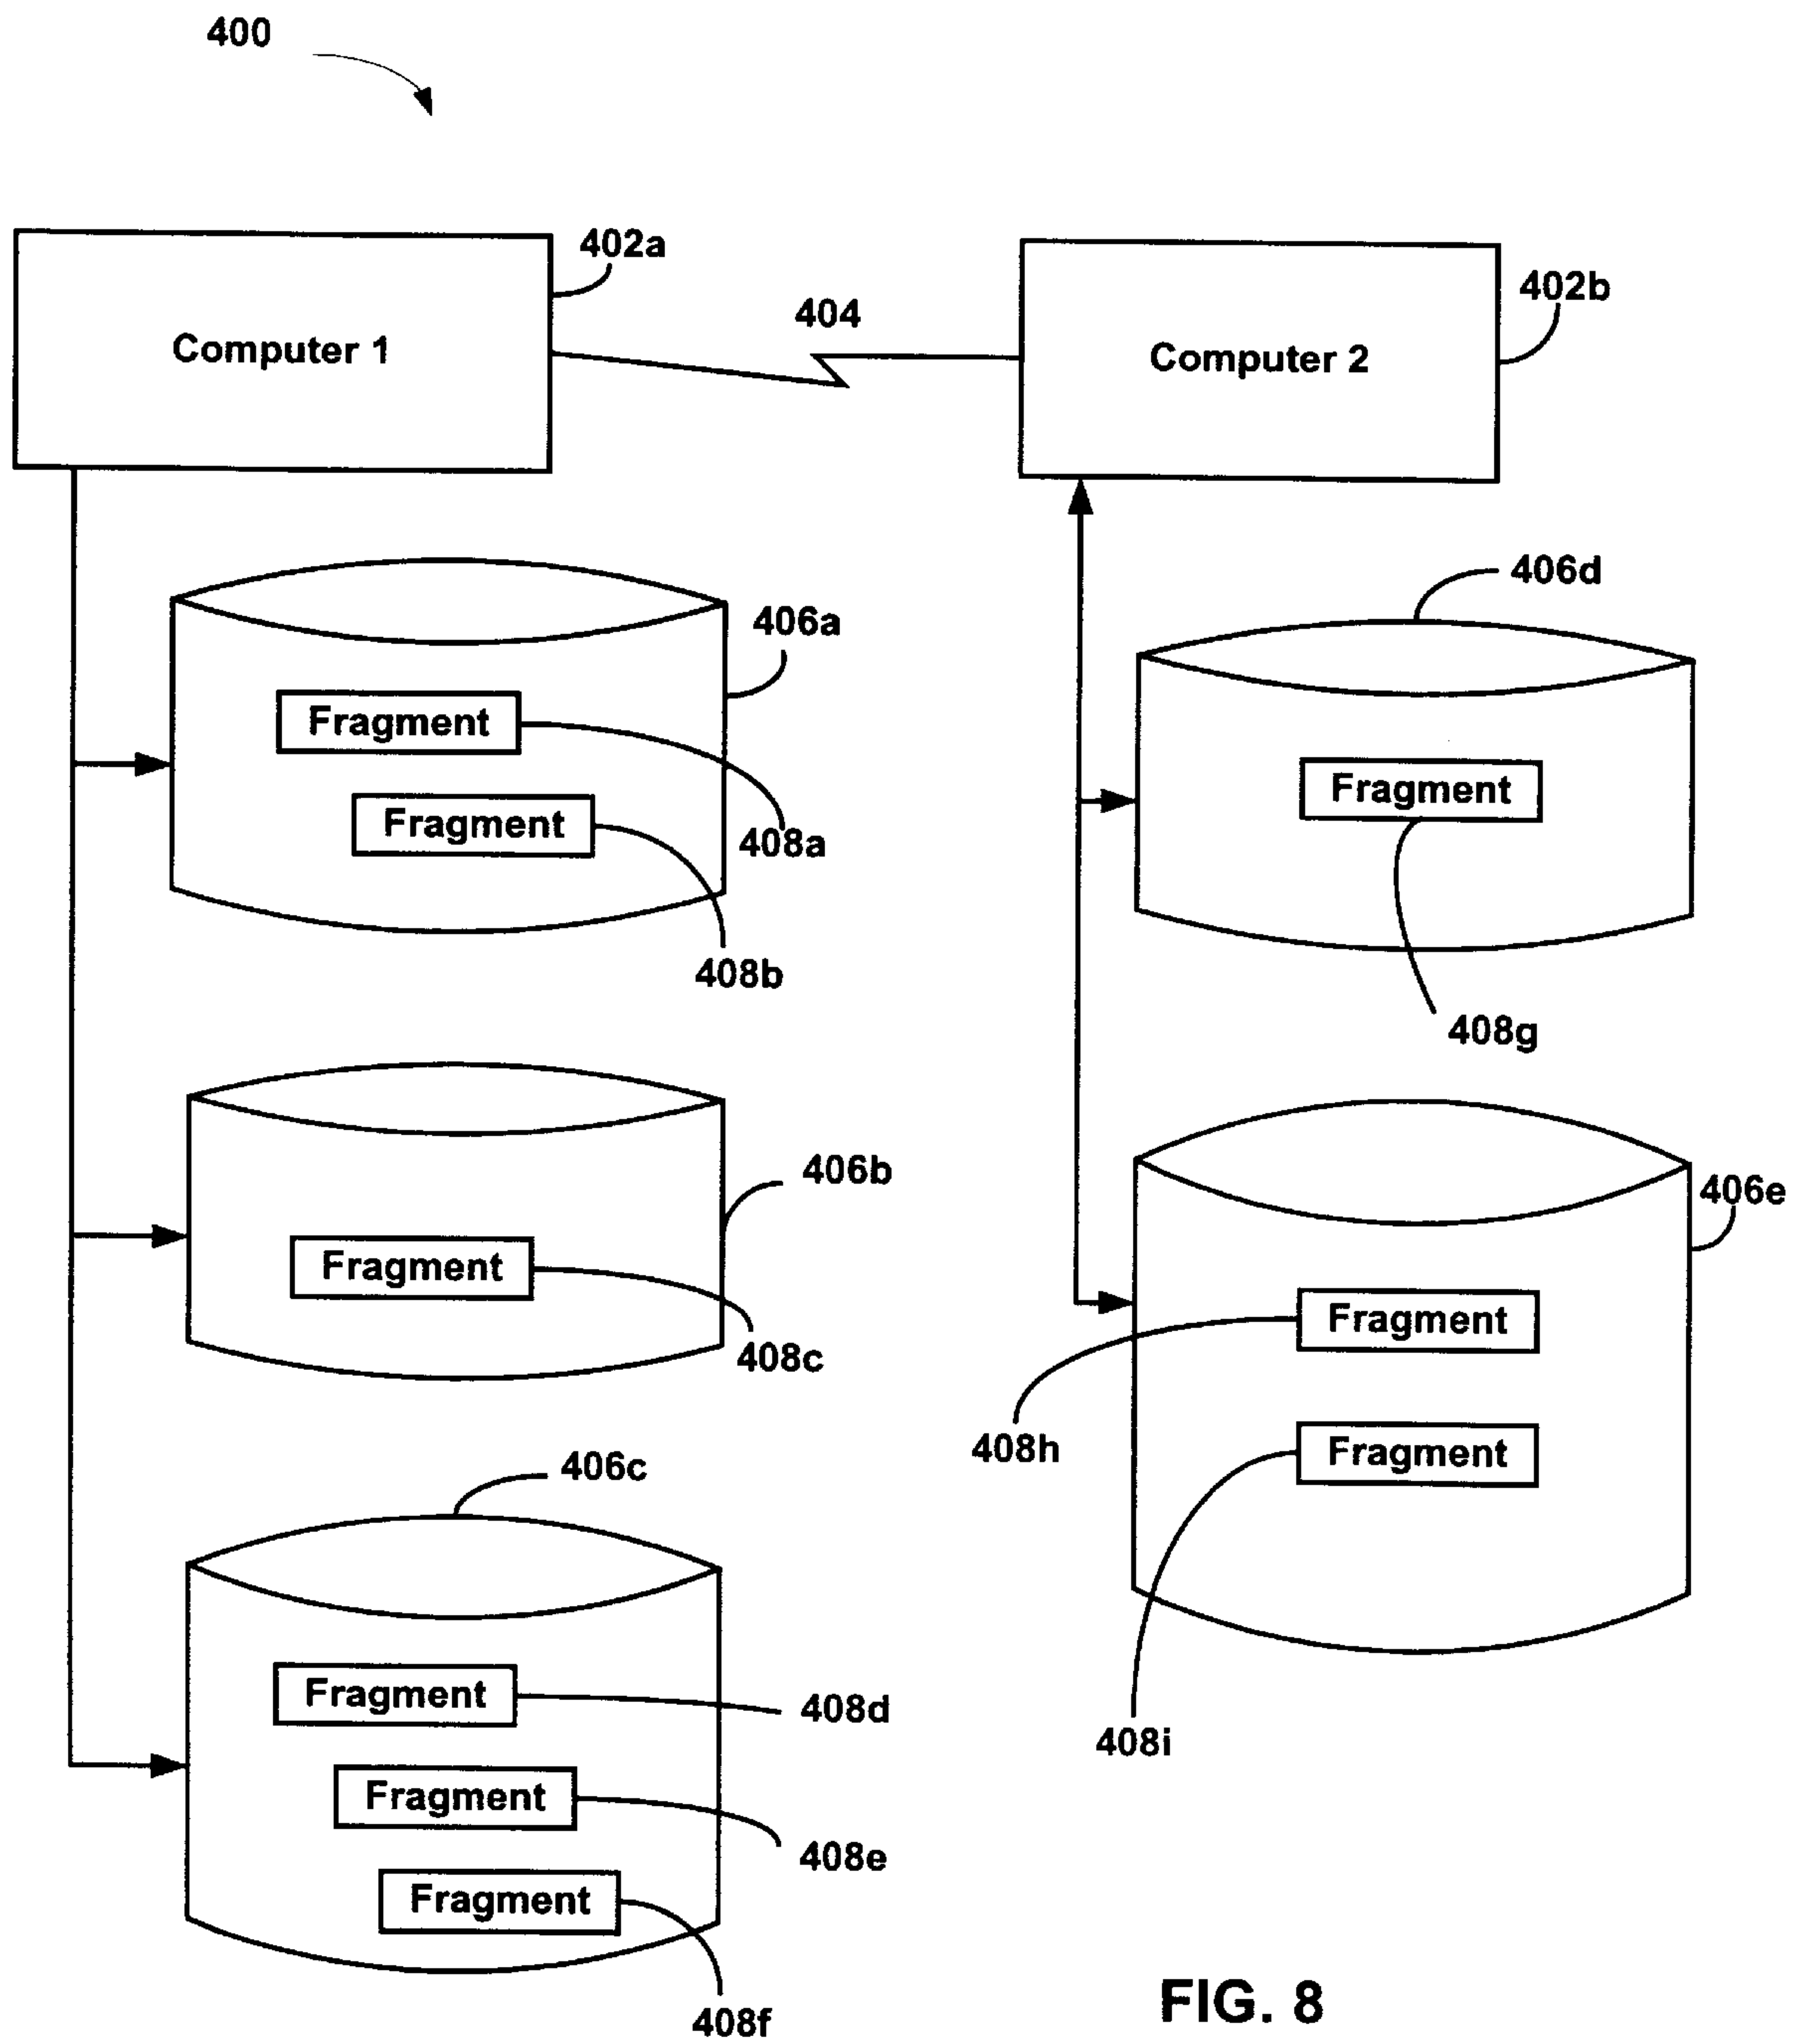 400
402a
402b
404
Computer 1
Computer 2
406d
406a
Fragment
Fragment
Fragment
408a
408b
408g
406b
406e
Fragment
Fragment
408c
408h
Fragment
406c
Fragment
408d
408i
Fragment
408e
Fragment
408f
FIG. 8